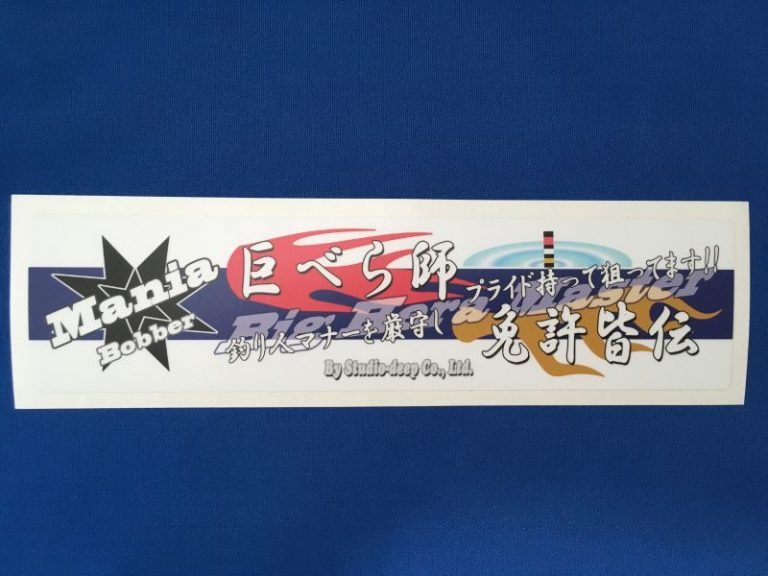 Mania
Bobber
巨べら師
プライド持って狙ってます!!
Big Hera Master
釣り人マナーを厳守し
免許皆伝
By Studio-deep Co., Ltd.